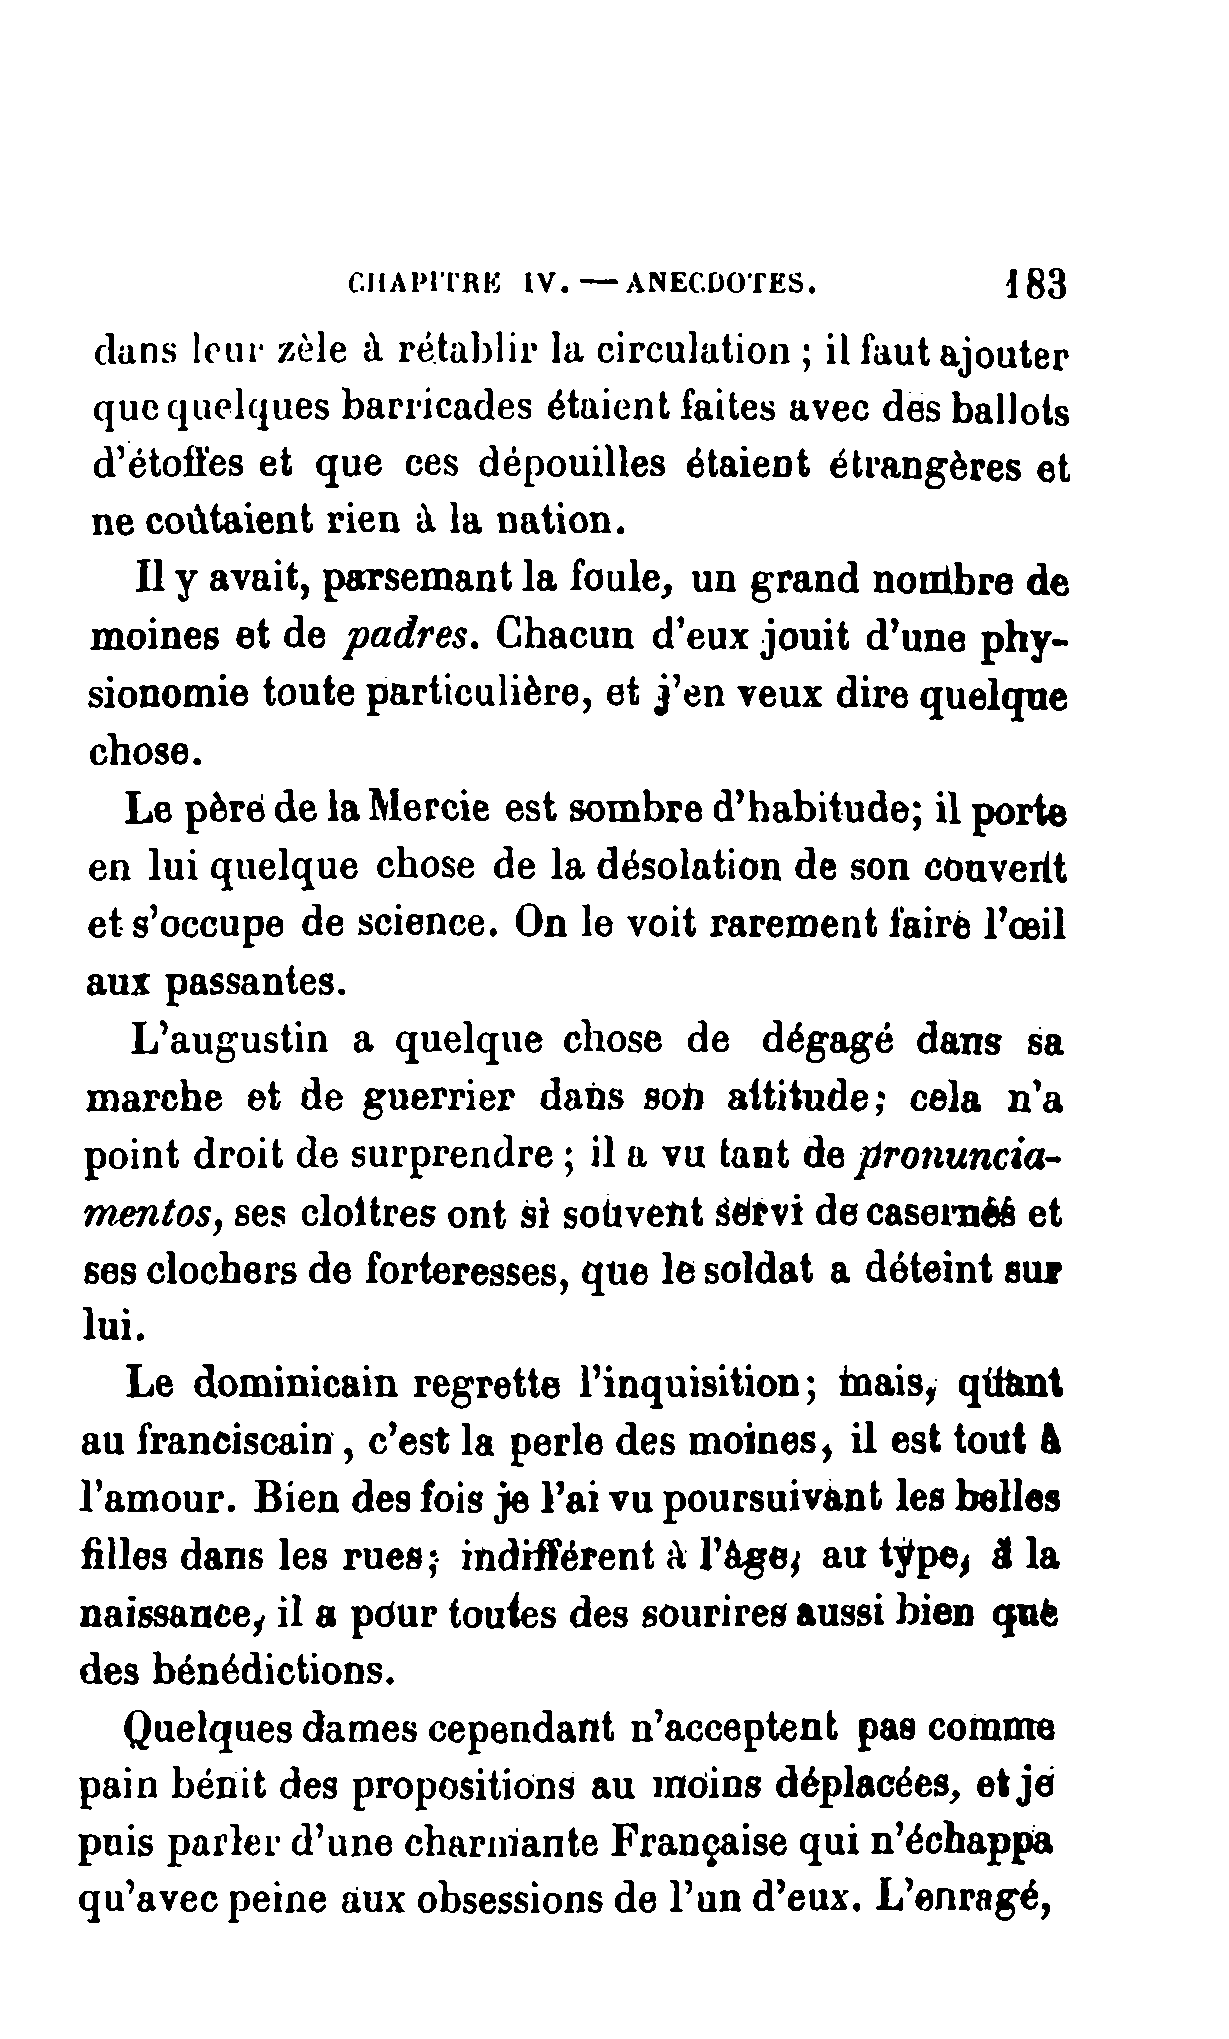 CHAPITRE IV. — ANECDOTES. 183
dans leur zèle à rétablir la circulation ; il faut ajouter
que quelques barricades étaient faites avec des ballots
d'étoffes et que ces dépouilles étaient étrangères et
ne coûtaient rien à la nation.
Il y avait, parsemant la foule, un grand nombre de
moines et de padres. Chacun d'eux jouit d'une phy-
sionomie toute particulière, et j'en veux dire quelque
chose.
Le père de la Mercie est sombre d'habitude; il porte
en lui quelque chose de la désolation de son couvent
et s'occupe de science. On le voit rarement faire l'œil
aux passantes.
L'augustin a quelque chose de dégagé dans sa
marche et de guerrier dans son attitude; cela n'a
point droit de surprendre ; il a vu tant de pronuncia-
mentos, ses cloîtres ont si souvent servi de casernes et
ses clochers de forteresses, que le soldat a déteint sur
lui.
Le dominicain regrette l'inquisition; mais, quant
au franciscain, c'est la perle des moines, il est tout à
l'amour. Bien des fois je l'ai vu poursuivant les belles
filles dans les rues; indifférent à l'âge, au type, à la
naissance, il a pour toutes des sourires aussi bien que
des bénédictions.
Quelques dames cependant n'acceptent pas comme
pain bénit des propositions au moins déplacées, et je
puis parler d'une charmante Française qui n'échappa
qu'avec peine aux obsessions de l'un d'eux. L'enragé,